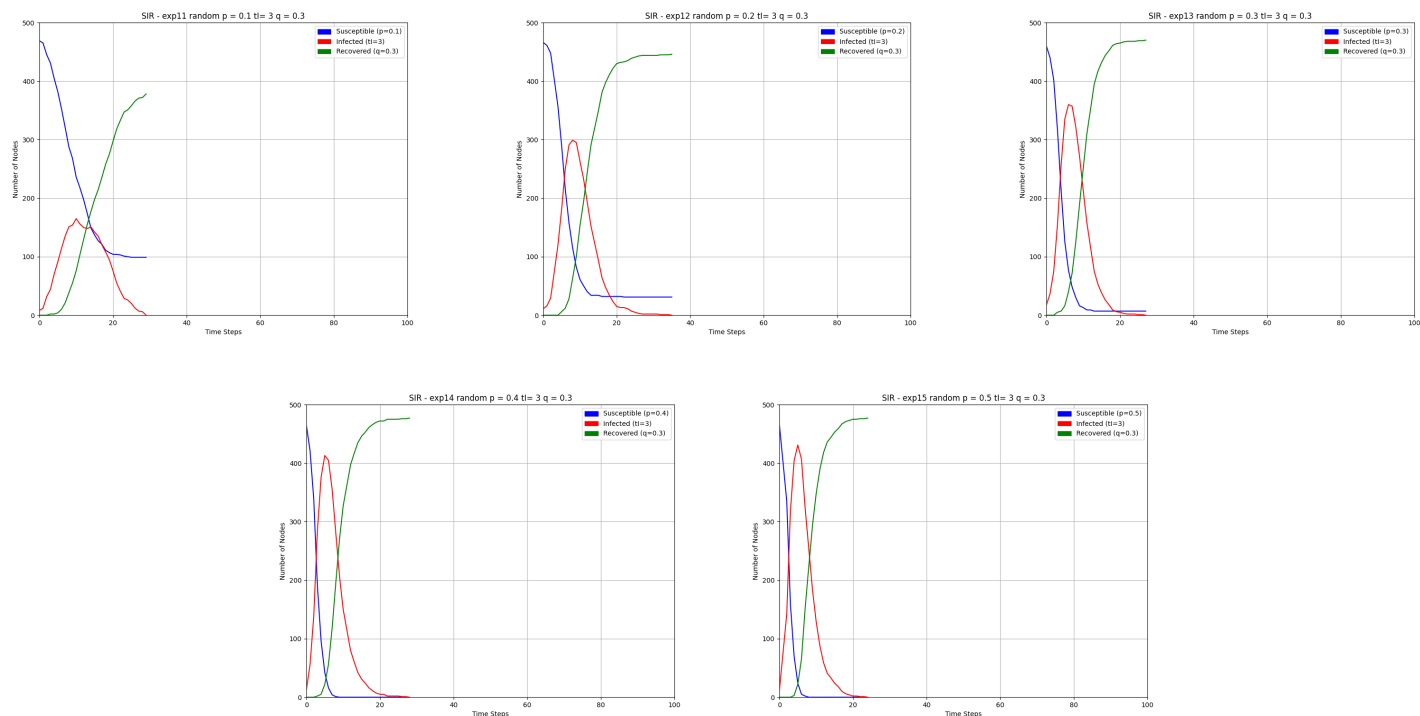 SIR - exp11 random p = 0.1 tl= 3 q = 0.3
Susceptible (p=0.1)
Infected (tl=3)
Recovered (q=0.3)
Number of Nodes
500
400
300
200
100
0
0 20 40 60 80 100
Time Steps
SIR - exp12 random p = 0.2 tl= 3 q = 0.3
Susceptible (p=0.2)
Infected (tl=3)
Recovered (q=0.3)
Number of Nodes
500
400
300
200
100
0
0 20 40 60 80 100
Time Steps
SIR - exp13 random p = 0.3 tl= 3 q = 0.3
Susceptible (p=0.3)
Infected (tl=3)
Recovered (q=0.3)
Number of Nodes
500
400
300
200
100
0
0 20 40 60 80 100
Time Steps
SIR - exp14 random p = 0.4 tl= 3 q = 0.3
Susceptible (p=0.4)
Infected (tl=3)
Recovered (q=0.3)
Number of Nodes
500
400
300
200
100
0
0 20 40 60 80 100
Time Steps
SIR - exp15 random p = 0.5 tl= 3 q = 0.3
Susceptible (p=0.5)
Infected (tl=3)
Recovered (q=0.3)
Number of Nodes
500
400
300
200
100
0
0 20 40 60 80 100
Time Steps